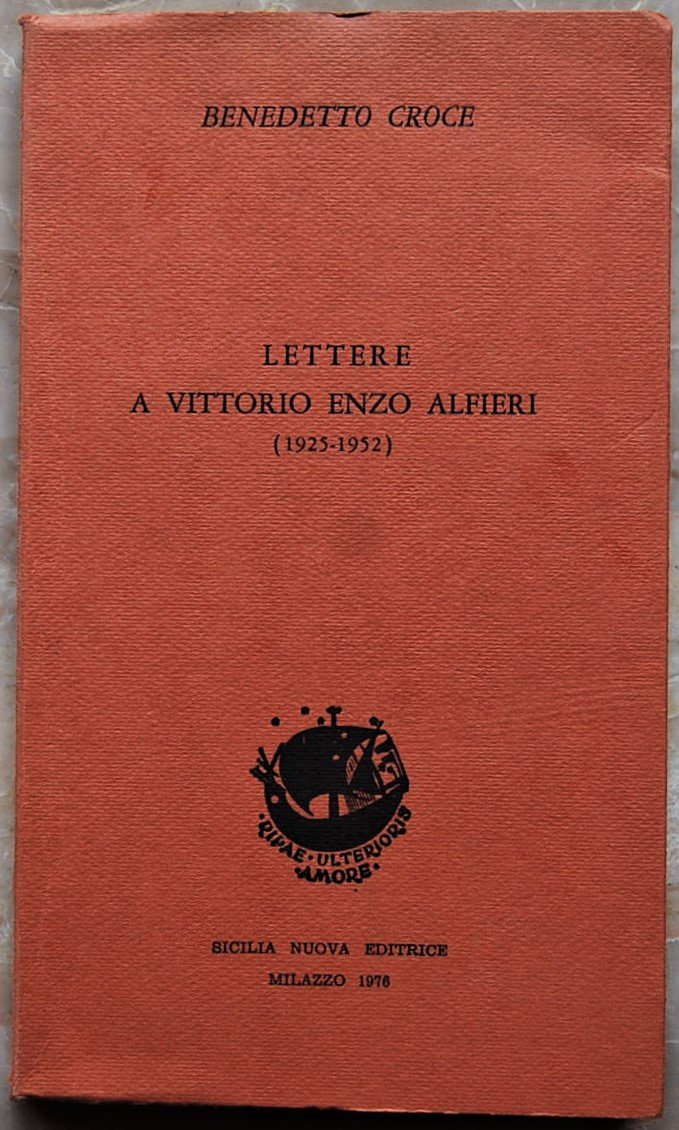 BENEDETTO CROCE
LETTERE
A VITTORIO ENZO ALFIERI
(1925-1952)
·RIPAE·ULTERIORIS
·AMORE·
SICILIA NUOVA EDITRICE
MILAZZO 1976